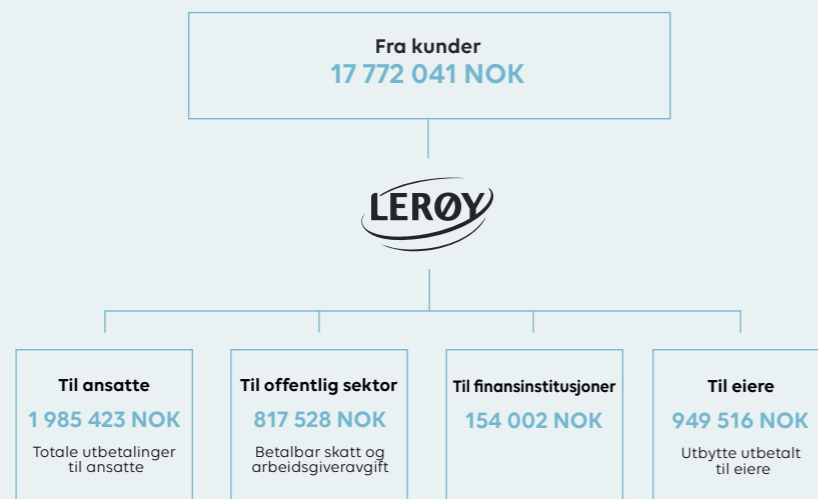 Fra kunder
17 772 041 NOK
LERØY
Til ansatte
1 985 423 NOK
Totale utbetalinger
til ansatte
Til offentlig sektor
817 528 NOK
Betalbar skatt og
arbeidsgiveravgift
Til finansinstitusjoner
154 002 NOK
Til eiere
949 516 NOK
Utbytte utbetalt
til eiere